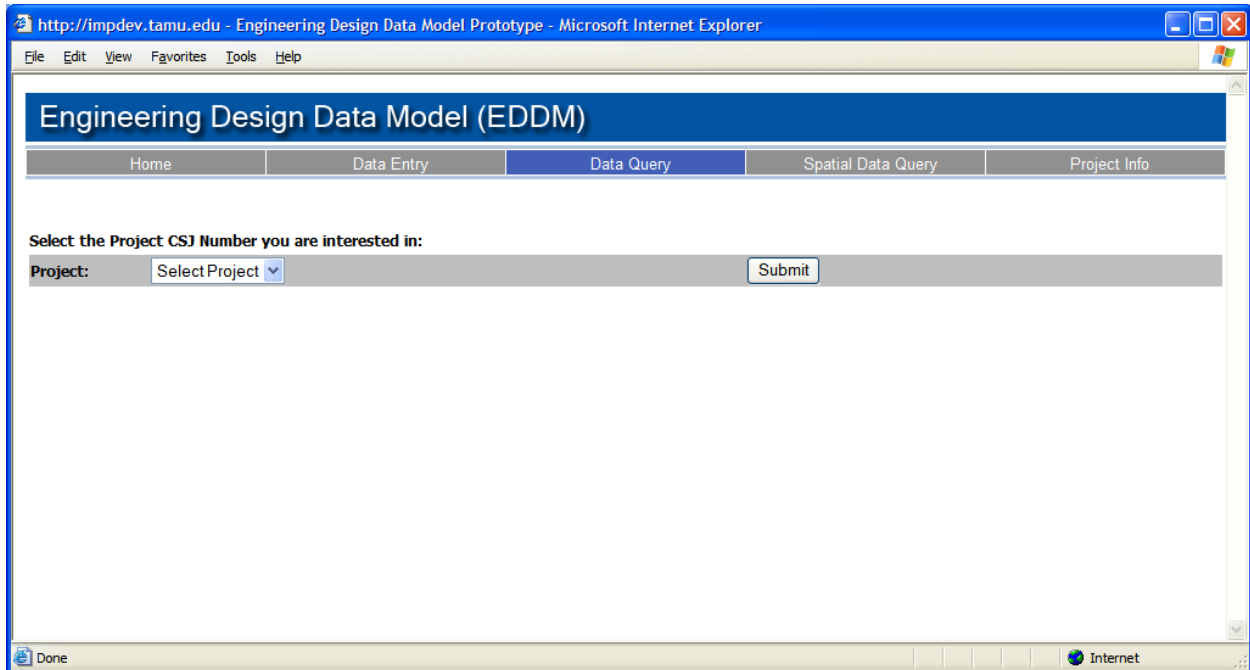 http://impdev.tamu.edu - Engineering Design Data Model Prototype - Microsoft Internet Explorer
File Edit View Favorites Tools Help
Engineering Design Data Model (EDDM)
Home Data Entry Data Query Spatial Data Query Project Info
Select the Project CSJ Number you are interested in:
Project: Select Project Submit
Done Internet